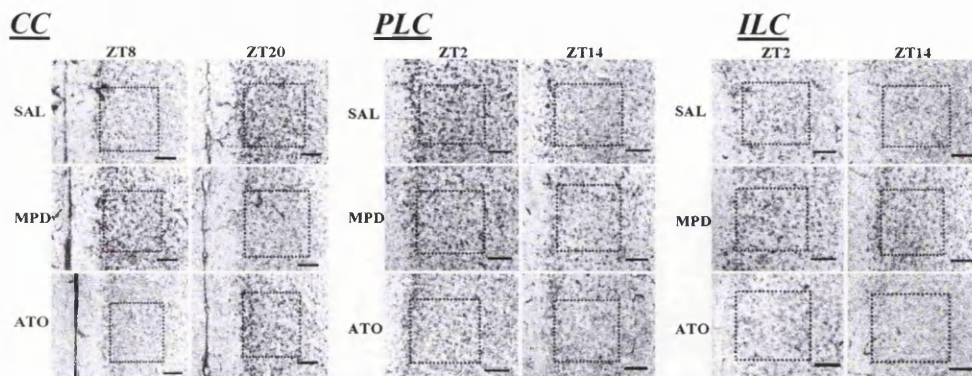 CC PLC ILC
ZT8 ZT20 ZT2 ZT14 ZT2 ZT14
SAL SAL SAL
MPD MPD MPD
ATO ATO ATO